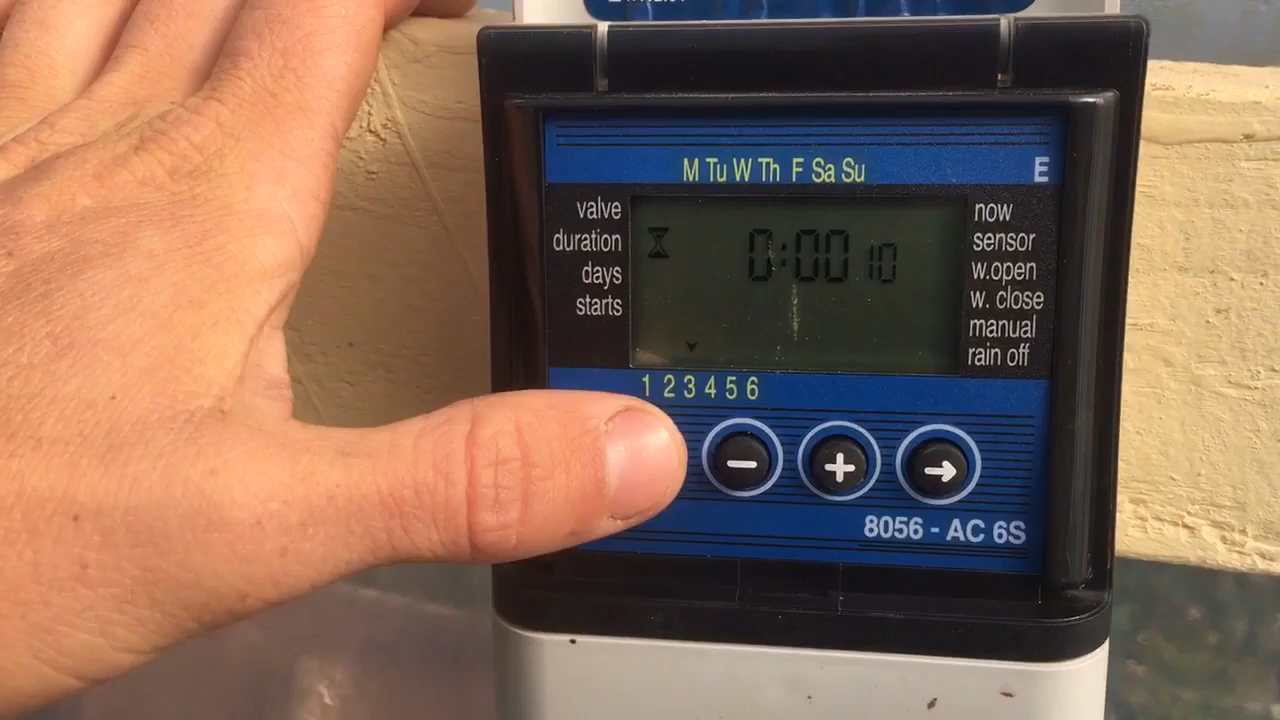 M Tu W Th F Sa Su
E
valve
duration
days
starts
0:00 10
now
sensor
w.open
w. close
manual
rain off
1 2 3 4 5 6
8056 - AC 6S